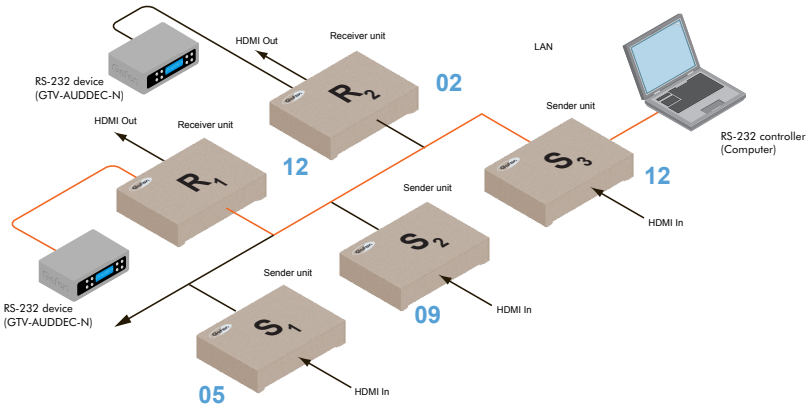 HDMI Out
Receiver unit
LAN
RS-232 device
(GTV-AUDDEC-N)
R2
02
Sender unit
RS-232 controller
(Computer)
HDMI Out
Receiver unit
R1
12
S3
12
Sender unit
HDMI In
S2
09
HDMI In
Sender unit
RS-232 device
(GTV-AUDDEC-N)
S1
05
HDMI In